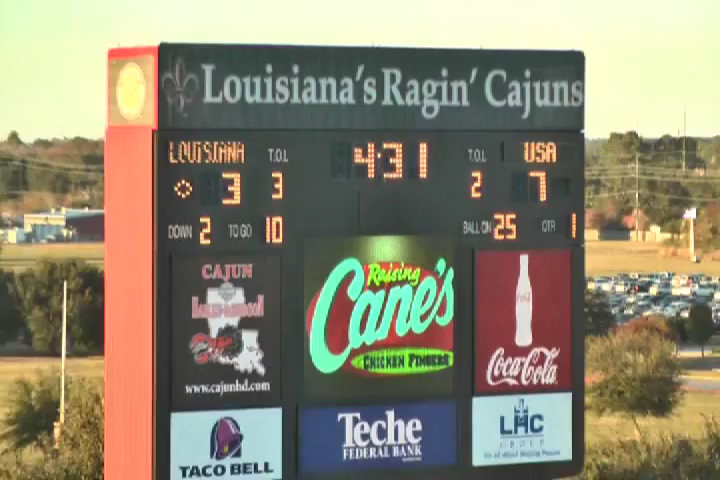 Louisiana's Ragin' Cajuns
LOUISIANA T.O.L 4:31 T.O.L USA
3 3 2 7
DOWN 2 TO GO 10 BALL ON 25 QTR 1
CAJUN
www.cajunhd.com
Raising
Cane's
CHICKEN FINGERS
Coca-Cola
TACO BELL
Teche
FEDERAL BANK
LHC
GROUP